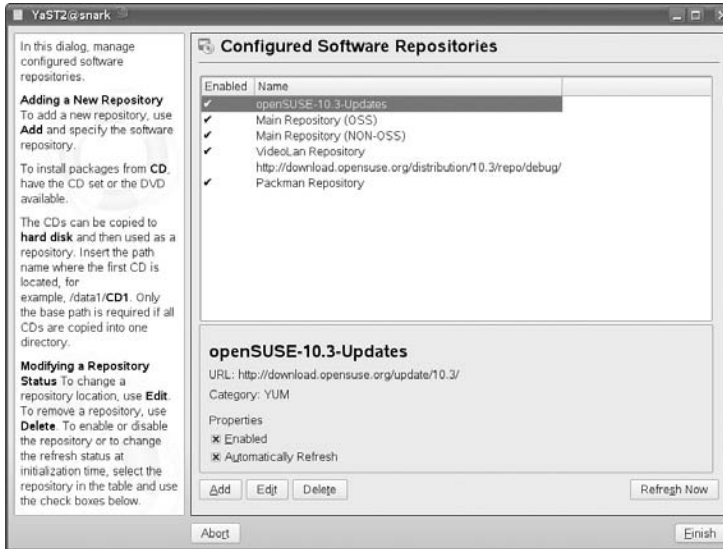 YaST2@snark
In this dialog, manage
configured software
repositories.
Adding a New Repository
To add a new repository, use
Add and specify the software
repository.
To install packages from CD,
have the CD set or the DVD
available.
The CDs can be copied to
hard disk and then used as a
repository. Insert the path
name where the first CD is
located, for
example, /data1/CD1. Only
the base path is required if all
CDs are copied into one
directory.
Modifying a Repository
Status To change a
repository location, use Edit.
To remove a repository, use
Delete. To enable or disable
the repository or to change
the refresh status at
initialization time, select the
repository in the table and use
the check boxes below.
Configured Software Repositories
Enabled Name
openSUSE-10.3-Updates
Main Repository (OSS)
Main Repository (NON-OSS)
VideoLan Repository
http://download.opensuse.org/distribution/10.3/repo/debug/
Packman Repository
openSUSE-10.3-Updates
URL: http://download.opensuse.org/update/10.3/
Category: YUM
Properties
Enabled
Automatically Refresh
Add Edit Delete Refresh Now
Abort Finish